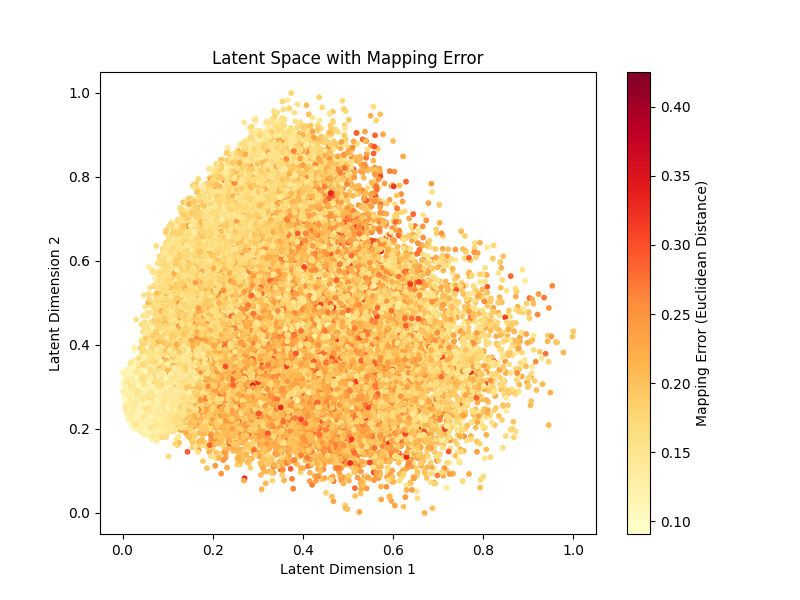 Latent Space with Mapping Error
1.0
0.8
0.6
0.4
0.2
0.0
Latent Dimension 2
0.0 0.2 0.4 0.6 0.8 1.0
Latent Dimension 1
0.40
0.35
0.30
0.25
0.20
0.15
0.10
Mapping Error (Euclidean Distance)